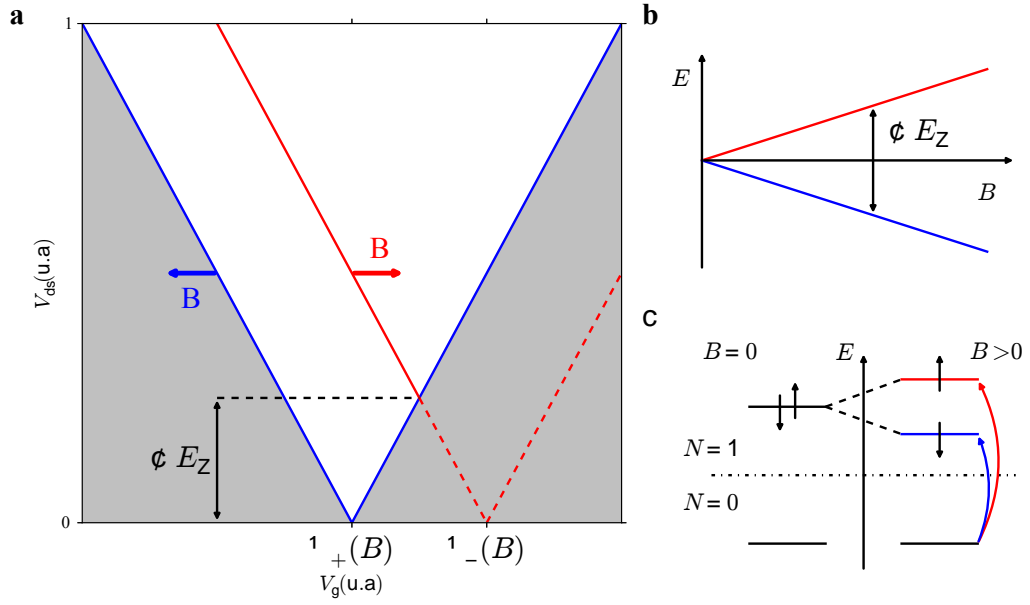 a
1
V_ds(u.a)
B
B
¢ E_Z
0
¹₊(B)
¹₋(B)
V_g(u.a)
b
E
¢ E_Z
B
c
B = 0
E
B >0
N = 1
N = 0